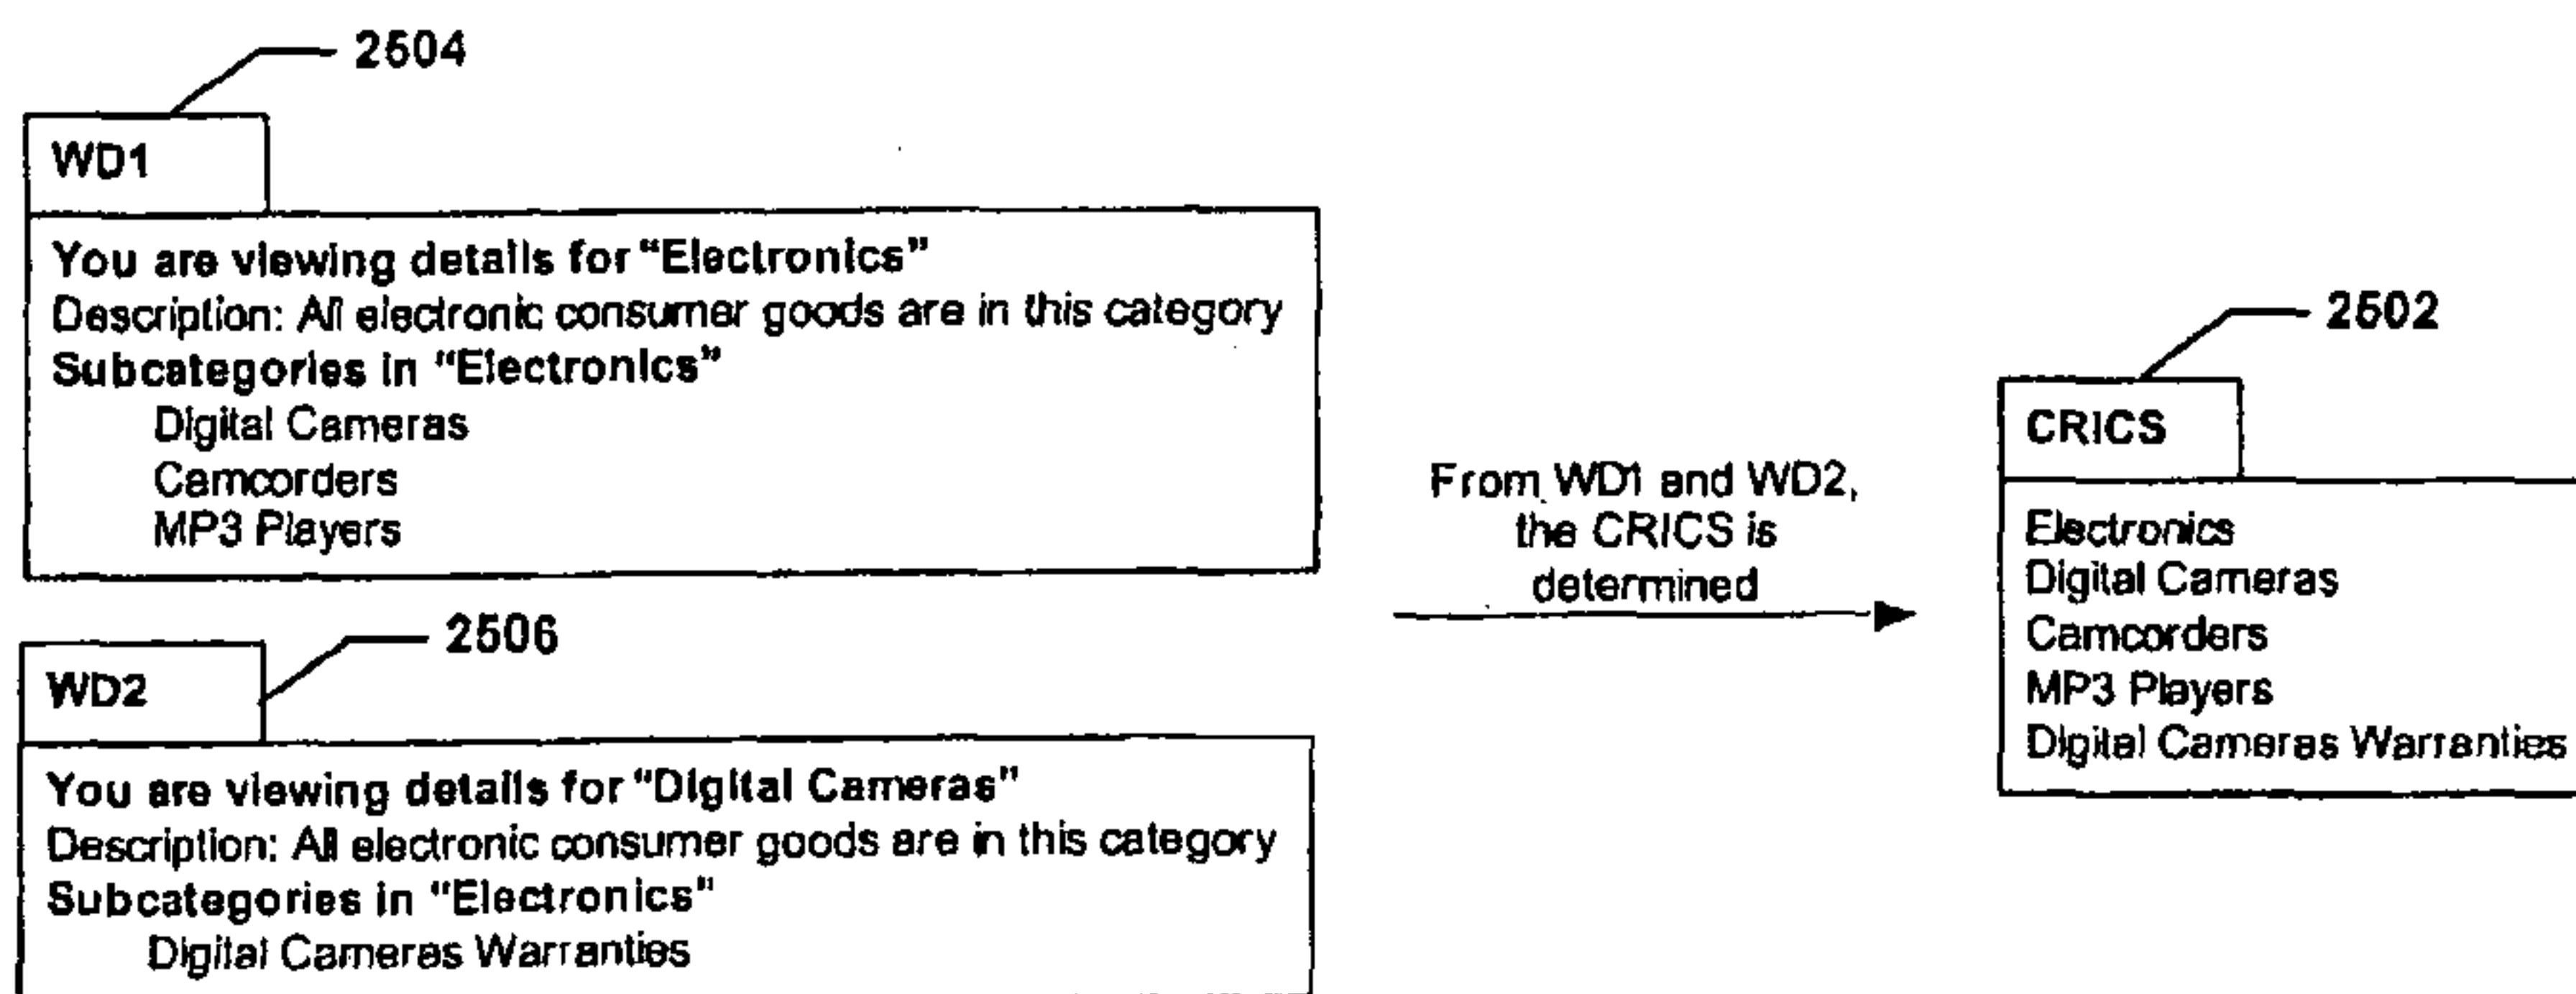 2504
WD1
You are viewing details for “Electronics”
Description: All electronic consumer goods are in this category
Subcategories in “Electronics”
Digital Cameras
Camcorders
MP3 Players
2506
WD2
You are viewing details for “Digital Cameras”
Description: All electronic consumer goods are in this category
Subcategories in “Electronics”
Digital Cameras Warranties
From WD1 and WD2,
the CRICS is
determined
2502
CRICS
Electronics
Digital Cameras
Camcorders
MP3 Players
Digital Cameras Warranties